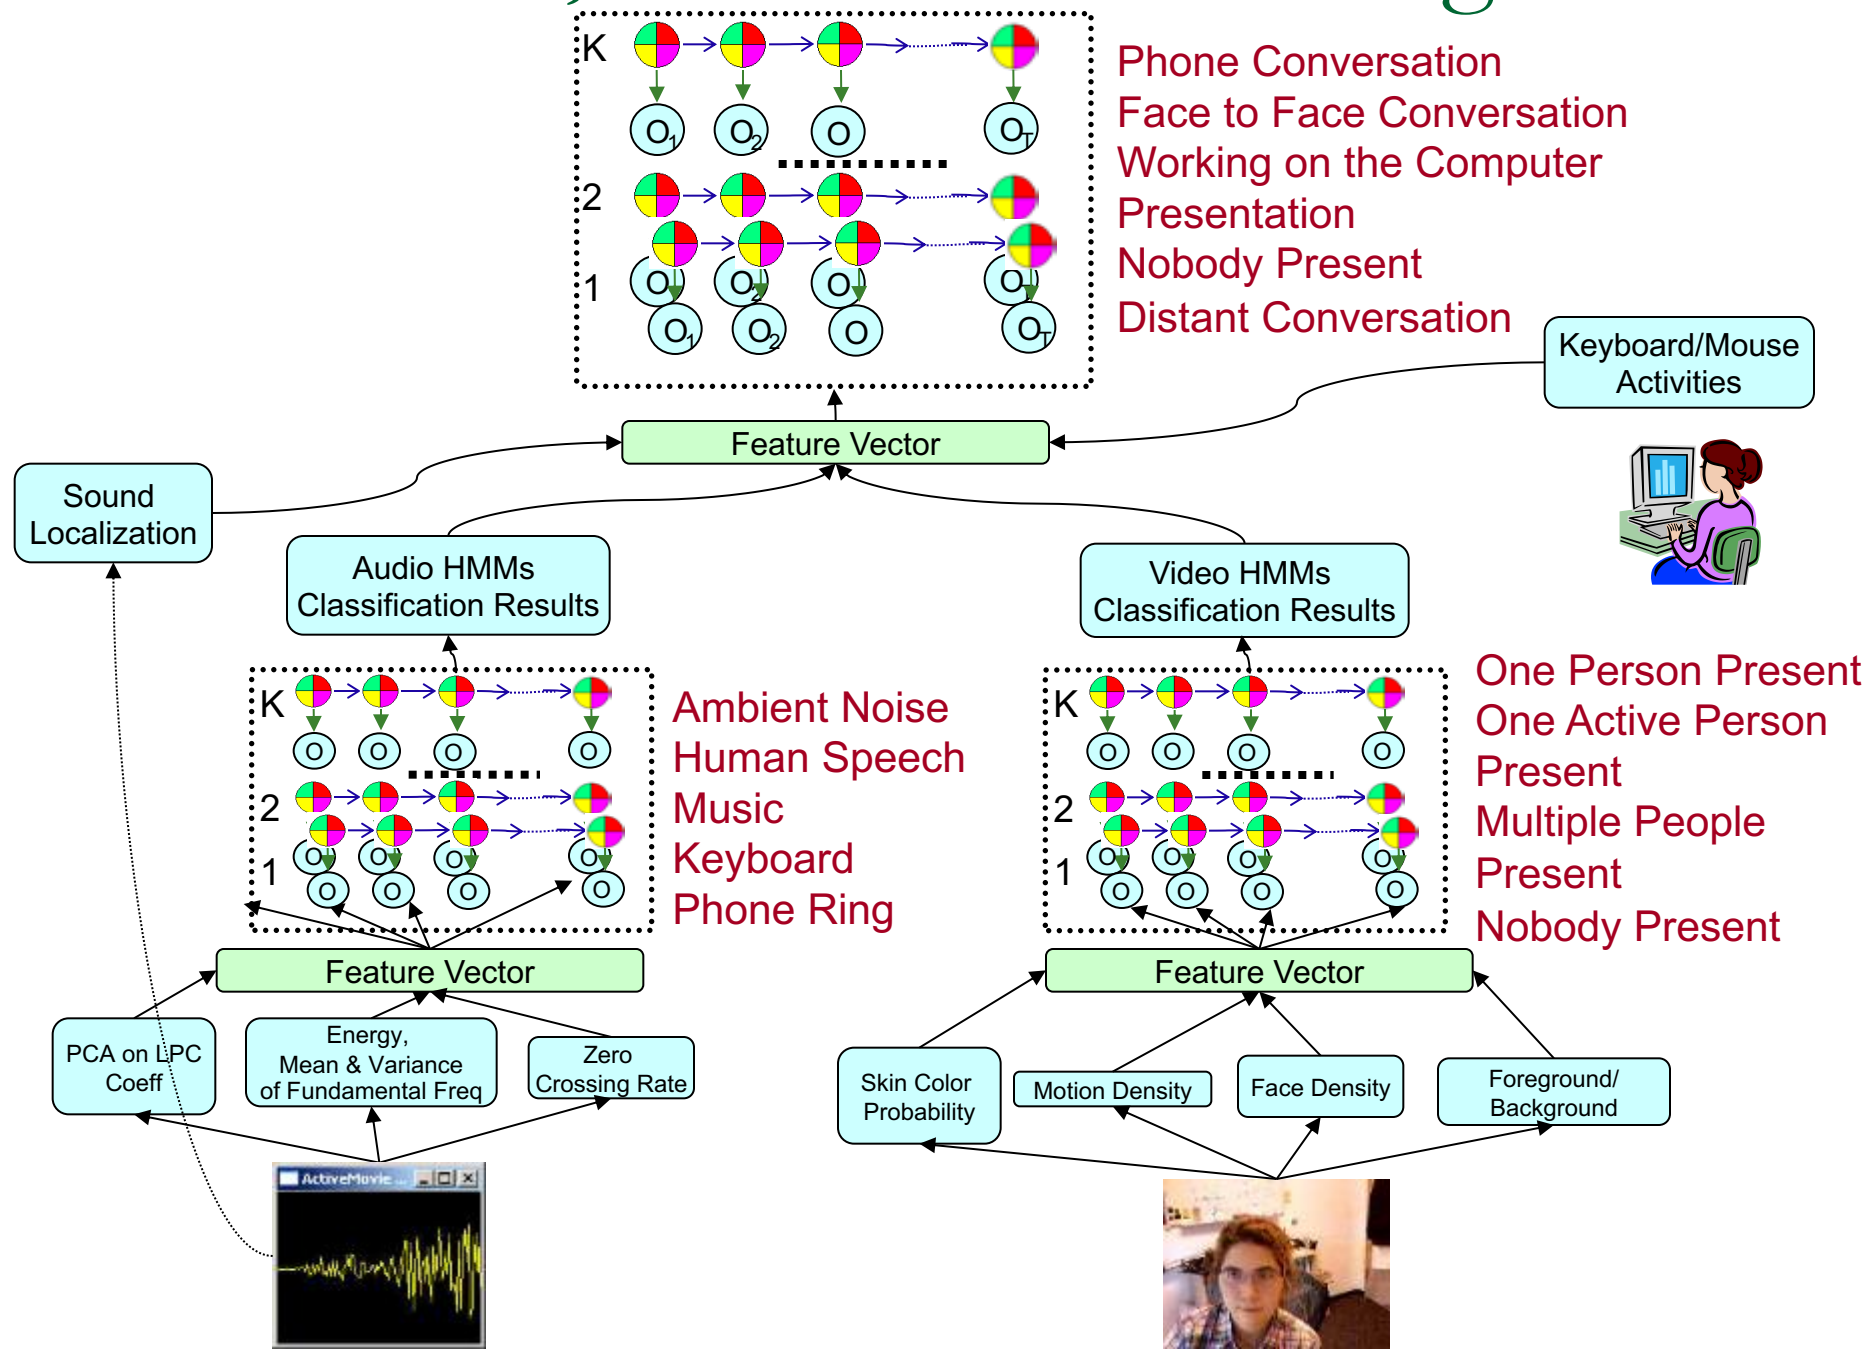 K
O1 O2 O OT
2
1
O O2 O O
O1 O2 O OT
Phone Conversation
Face to Face Conversation
Working on the Computer
Presentation
Nobody Present
Distant Conversation
Keyboard/Mouse
Activities
Feature Vector
Sound
Localization
Audio HMMs
Classification Results
Video HMMs
Classification Results
K
O O O O
2
1
O O O O
O O O O
Ambient Noise
Human Speech
Music
Keyboard
Phone Ring
K
O O O O
2
1
O O O O
O O O O
One Person Present
One Active Person
Present
Multiple People
Present
Nobody Present
Feature Vector
Feature Vector
PCA on LPC
Coeff
Energy,
Mean & Variance
of Fundamental Freq
Zero
Crossing Rate
Skin Color
Probability
Motion Density
Face Density
Foreground/
Background
ActiveMovie ...